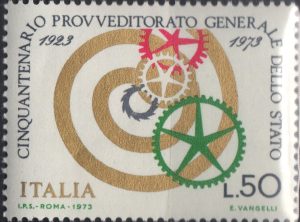 CINQUANTENARIO PROVVEDITORATO GENERALE DELLO STATO
1923 1973
ITALIA L.50
I.P.S.-ROMA-1973 E. VANGELLI